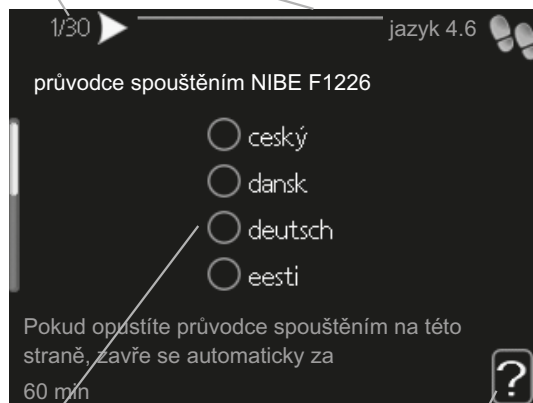 1/30
jazyk 4.6
průvodce spouštěním NIBE F1226
ceský
dansk
deutsch
eesti
Pokud opustíte průvodce spouštěním na této
straně, zavře se automaticky za
60 min
?